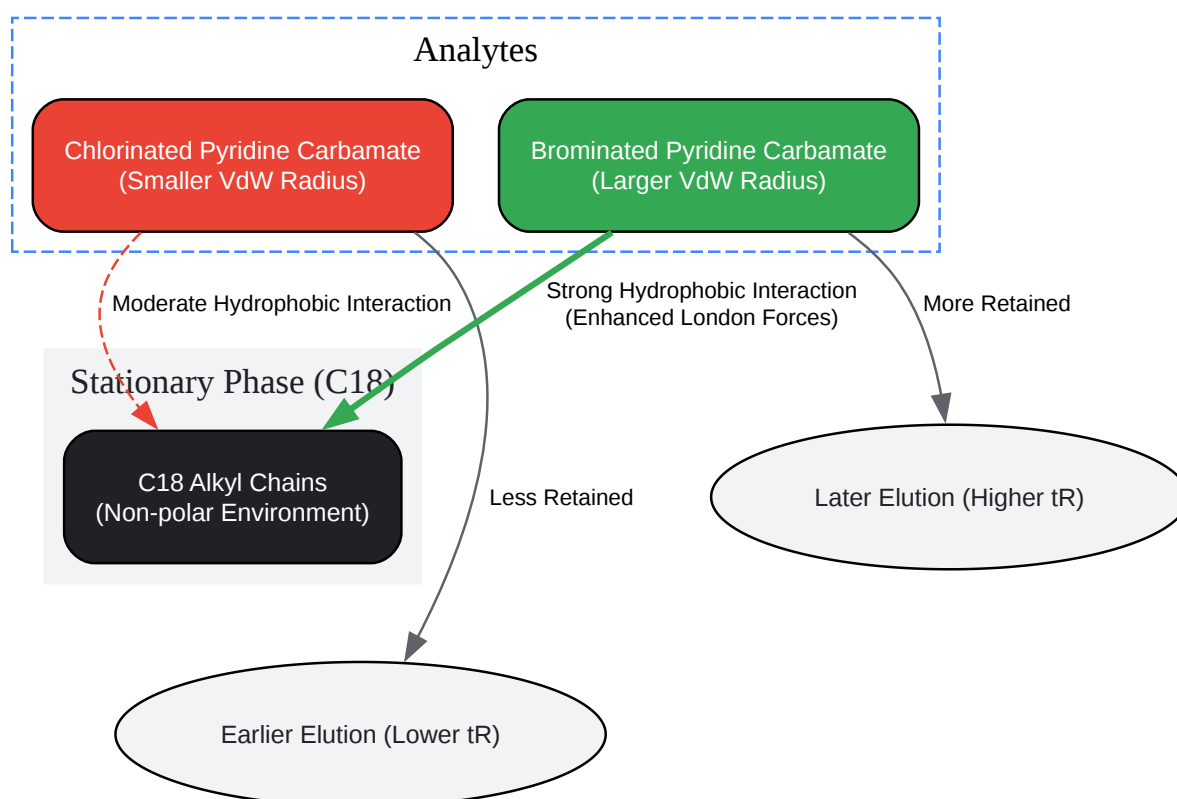 Analytes
Chlorinated Pyridine Carbamate
(Smaller VdW Radius)
Brominated Pyridine Carbamate
(Larger VdW Radius)
Moderate Hydrophobic Interaction
Strong Hydrophobic Interaction
(Enhanced London Forces)
More Retained
Stationary Phase (C18)
C18 Alkyl Chains
(Non-polar Environment)
Less Retained
Later Elution (Higher tR)
Earlier Elution (Lower tR)